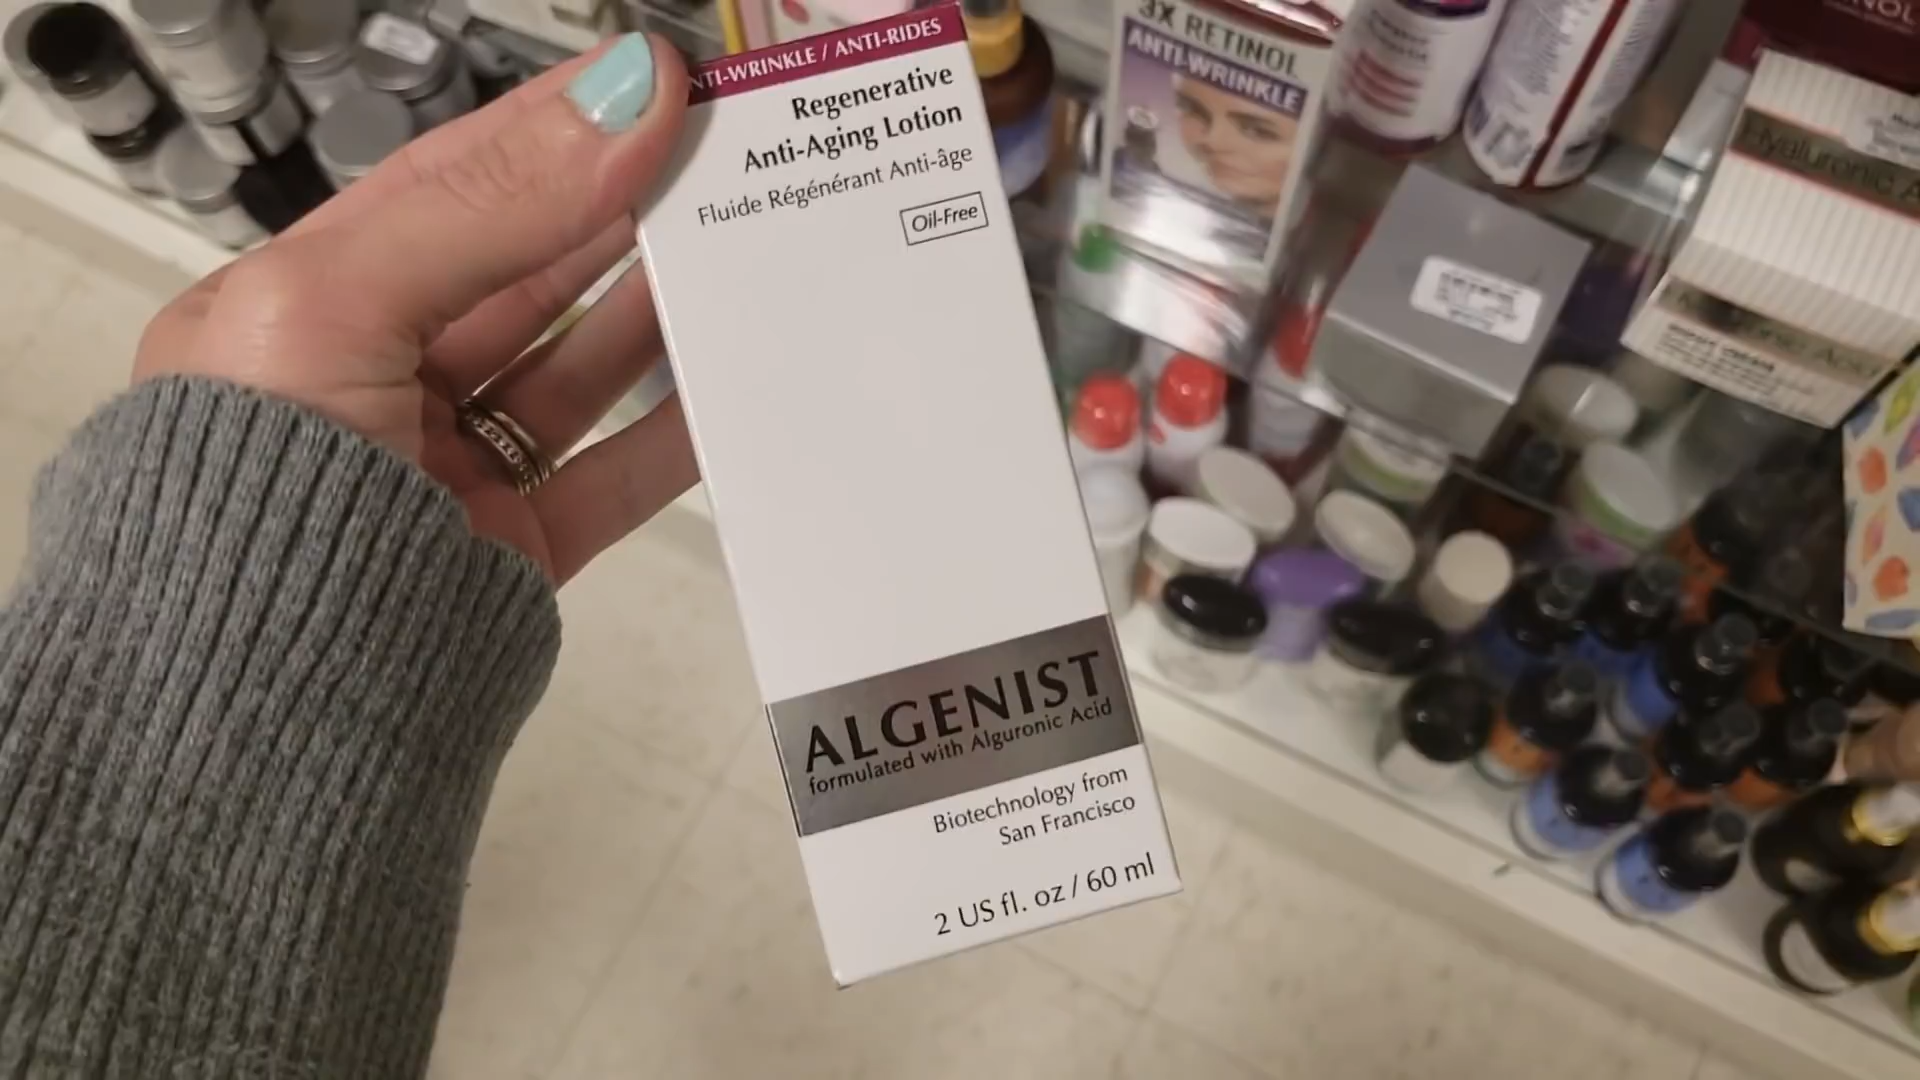 NTI-WRINKLE / ANTI-RIDES
Regenerative
Anti-Aging Lotion
Fluide Régénérant Anti-âge
Oil-Free
ALGENIST
formulated with Alguronic Acid
Biotechnology from
San Francisco
2 US fl. oz / 60 ml
3X RETINOL
ANTI-WRINKLE
Hyaluronic A
Acid